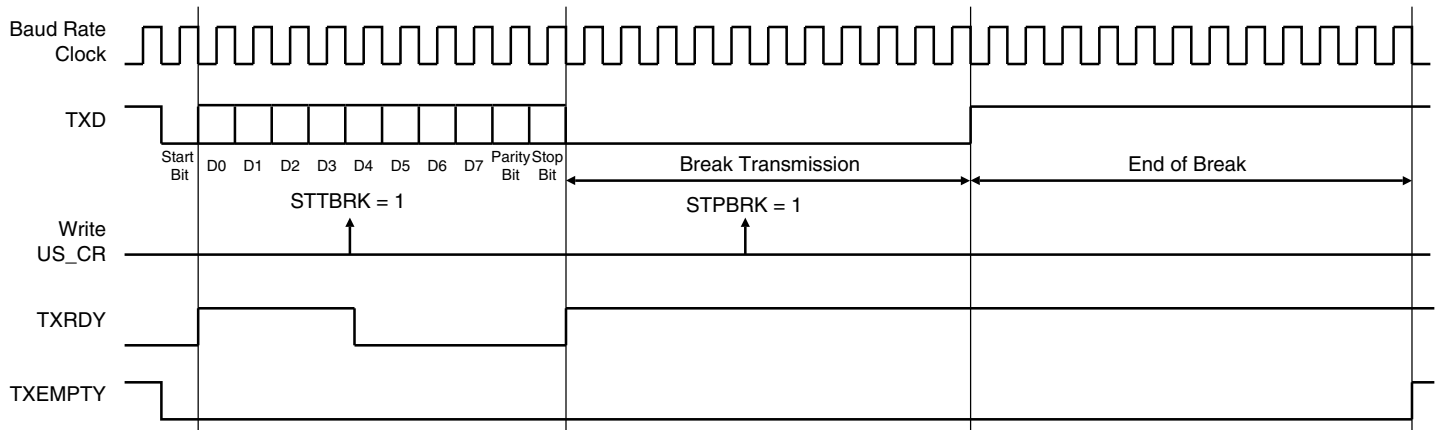 Baud Rate
Clock
TXD
Start
Bit
D0 D1 D2 D3 D4 D5 D6 D7
Parity
Bit
Stop
Bit
Break Transmission
End of Break
STTBRK = 1
STPBRK = 1
Write
US_CR
TXRDY
TXEMPTY